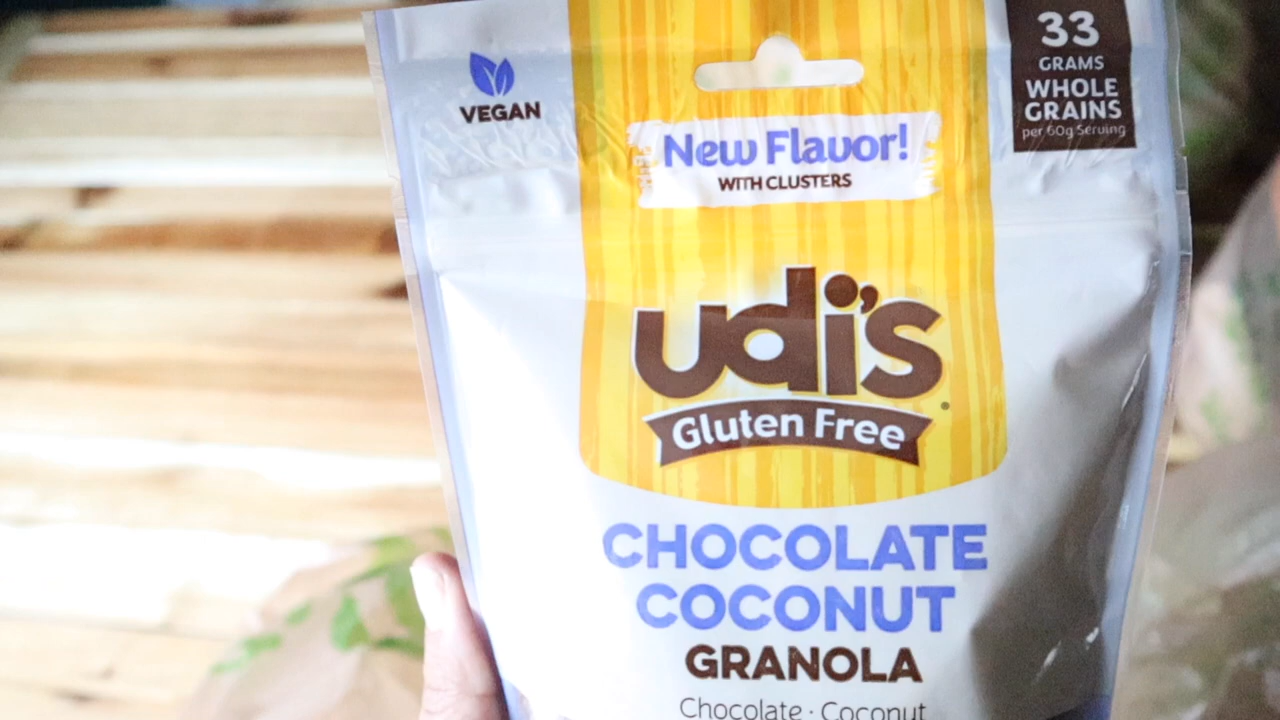 VEGAN
33
GRAMS
WHOLE
GRAINS
per 60g Serving
New Flavor!
WITH CLUSTERS
udi's
Gluten Free
CHOCOLATE
COCONUT
GRANOLA
Chocolate · Coconut